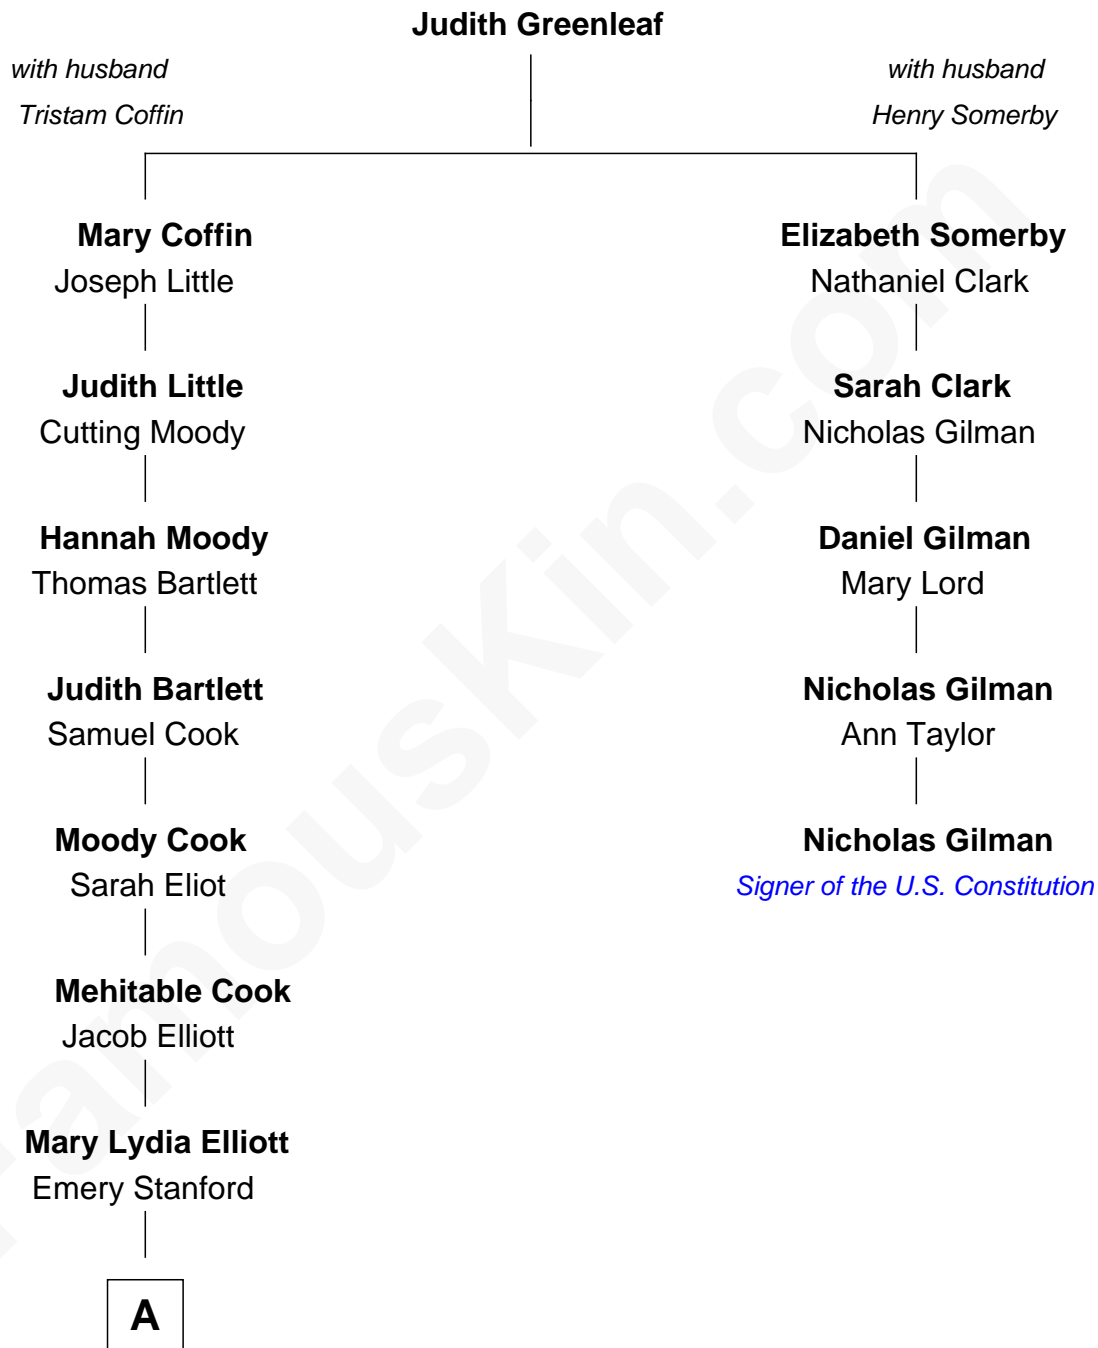 Judith Greenleaf
with husband
Tristam Coffin
with husband
Henry Somerby
Mary Coffin
Joseph Little
Elizabeth Somerby
Nathaniel Clark
Judith Little
Cutting Moody
Sarah Clark
Nicholas Gilman
Hannah Moody
Thomas Bartlett
Daniel Gilman
Mary Lord
Judith Bartlett
Samuel Cook
Nicholas Gilman
Ann Taylor
Moody Cook
Sarah Eliot
Nicholas Gilman
Signer of the U.S. Constitution
Mehitable Cook
Jacob Elliott
Mary Lydia Elliott
Emery Stanford
A
FamousKin.com